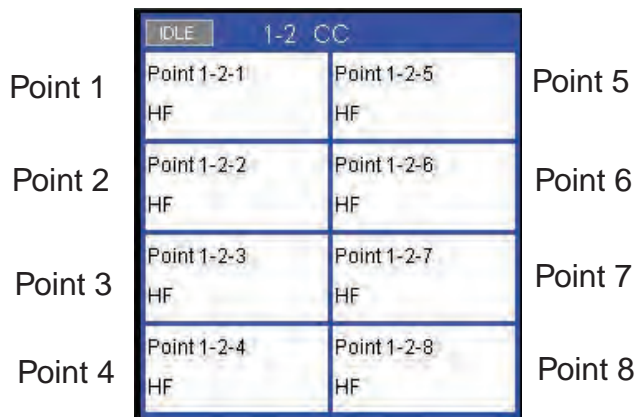 IDLE 1-2 CC
Point 1 Point 1-2-1 Point 1-2-5 Point 5
HF HF
Point 2 Point 1-2-2 Point 1-2-6 Point 6
HF HF
Point 3 Point 1-2-3 Point 1-2-7 Point 7
HF HF
Point 4 Point 1-2-4 Point 1-2-8 Point 8
HF HF